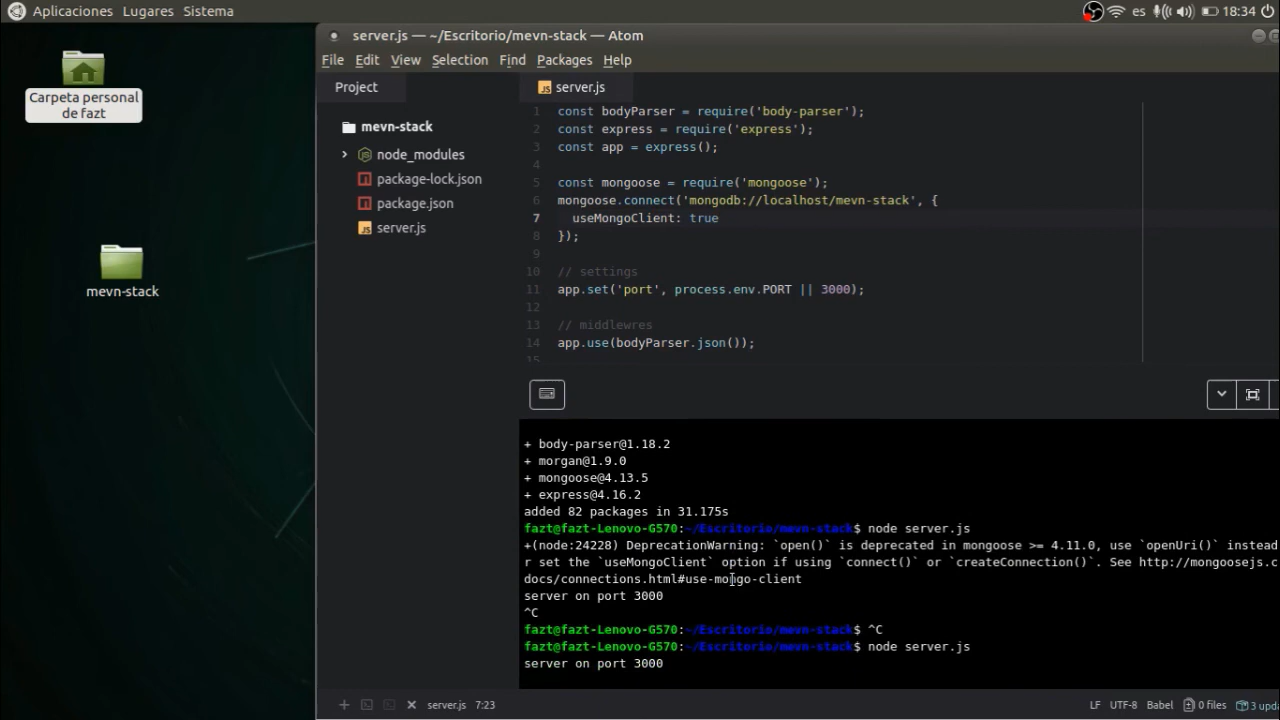 Aplicaciones Lugares Sistema
es 18:34
Carpeta personal
de fazt
mevn-stack
server.js — ~/Escritorio/mevn-stack — Atom
File Edit View Selection Find Packages Help
Project
mevn-stack
node_modules
package-lock.json
package.json
server.js
server.js
1 const bodyParser = require('body-parser');
2 const express = require('express');
3 const app = express();
4
5 const mongoose = require('mongoose');
6 mongoose.connect('mongodb://localhost/mevn-stack', {
7 useMongoClient: true
8 });
9
10 // settings
11 app.set('port', process.env.PORT || 3000);
12
13 // middlewres
14 app.use(bodyParser.json());
15
+ body-parser@1.18.2
+ morgan@1.9.0
+ mongoose@4.13.5
+ express@4.16.2
added 82 packages in 31.175s
fazt@fazt-Lenovo-G570:~/Escritorio/mevn-stack$ node server.js
+(node:24228) DeprecationWarning: `open()` is deprecated in mongoose >= 4.11.0, use `openUri()` instead
r set the `useMongoClient` option if using `connect()` or `createConnection()`. See http://mongoosejs.c
docs/connections.html#use-mongo-client
server on port 3000
^C
fazt@fazt-Lenovo-G570:~/Escritorio/mevn-stack$ ^C
fazt@fazt-Lenovo-G570:~/Escritorio/mevn-stack$ node server.js
server on port 3000
server.js 7:23
LF UTF-8 Babel 0 files 3 upda